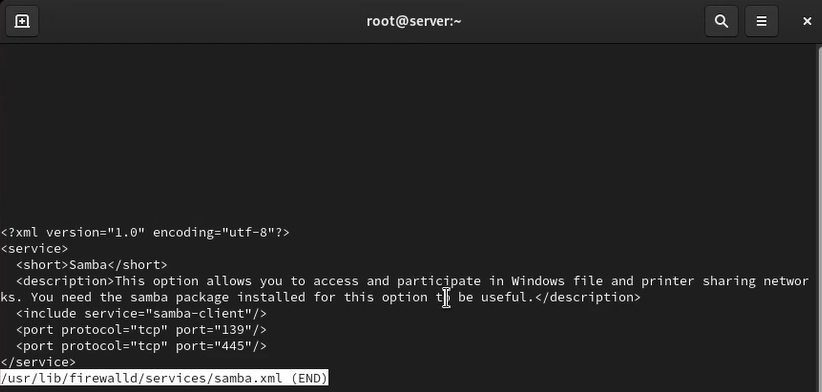 root@server:~
<?xml version="1.0" encoding="utf-8"?>
<service>
  <short>Samba</short>
  <description>This option allows you to access and participate in Windows file and printer sharing networ
ks. You need the samba package installed for this option to be useful.</description>
  <include service="samba-client"/>
  <port protocol="tcp" port="139"/>
  <port protocol="tcp" port="445"/>
</service>
/usr/lib/firewalld/services/samba.xml (END)